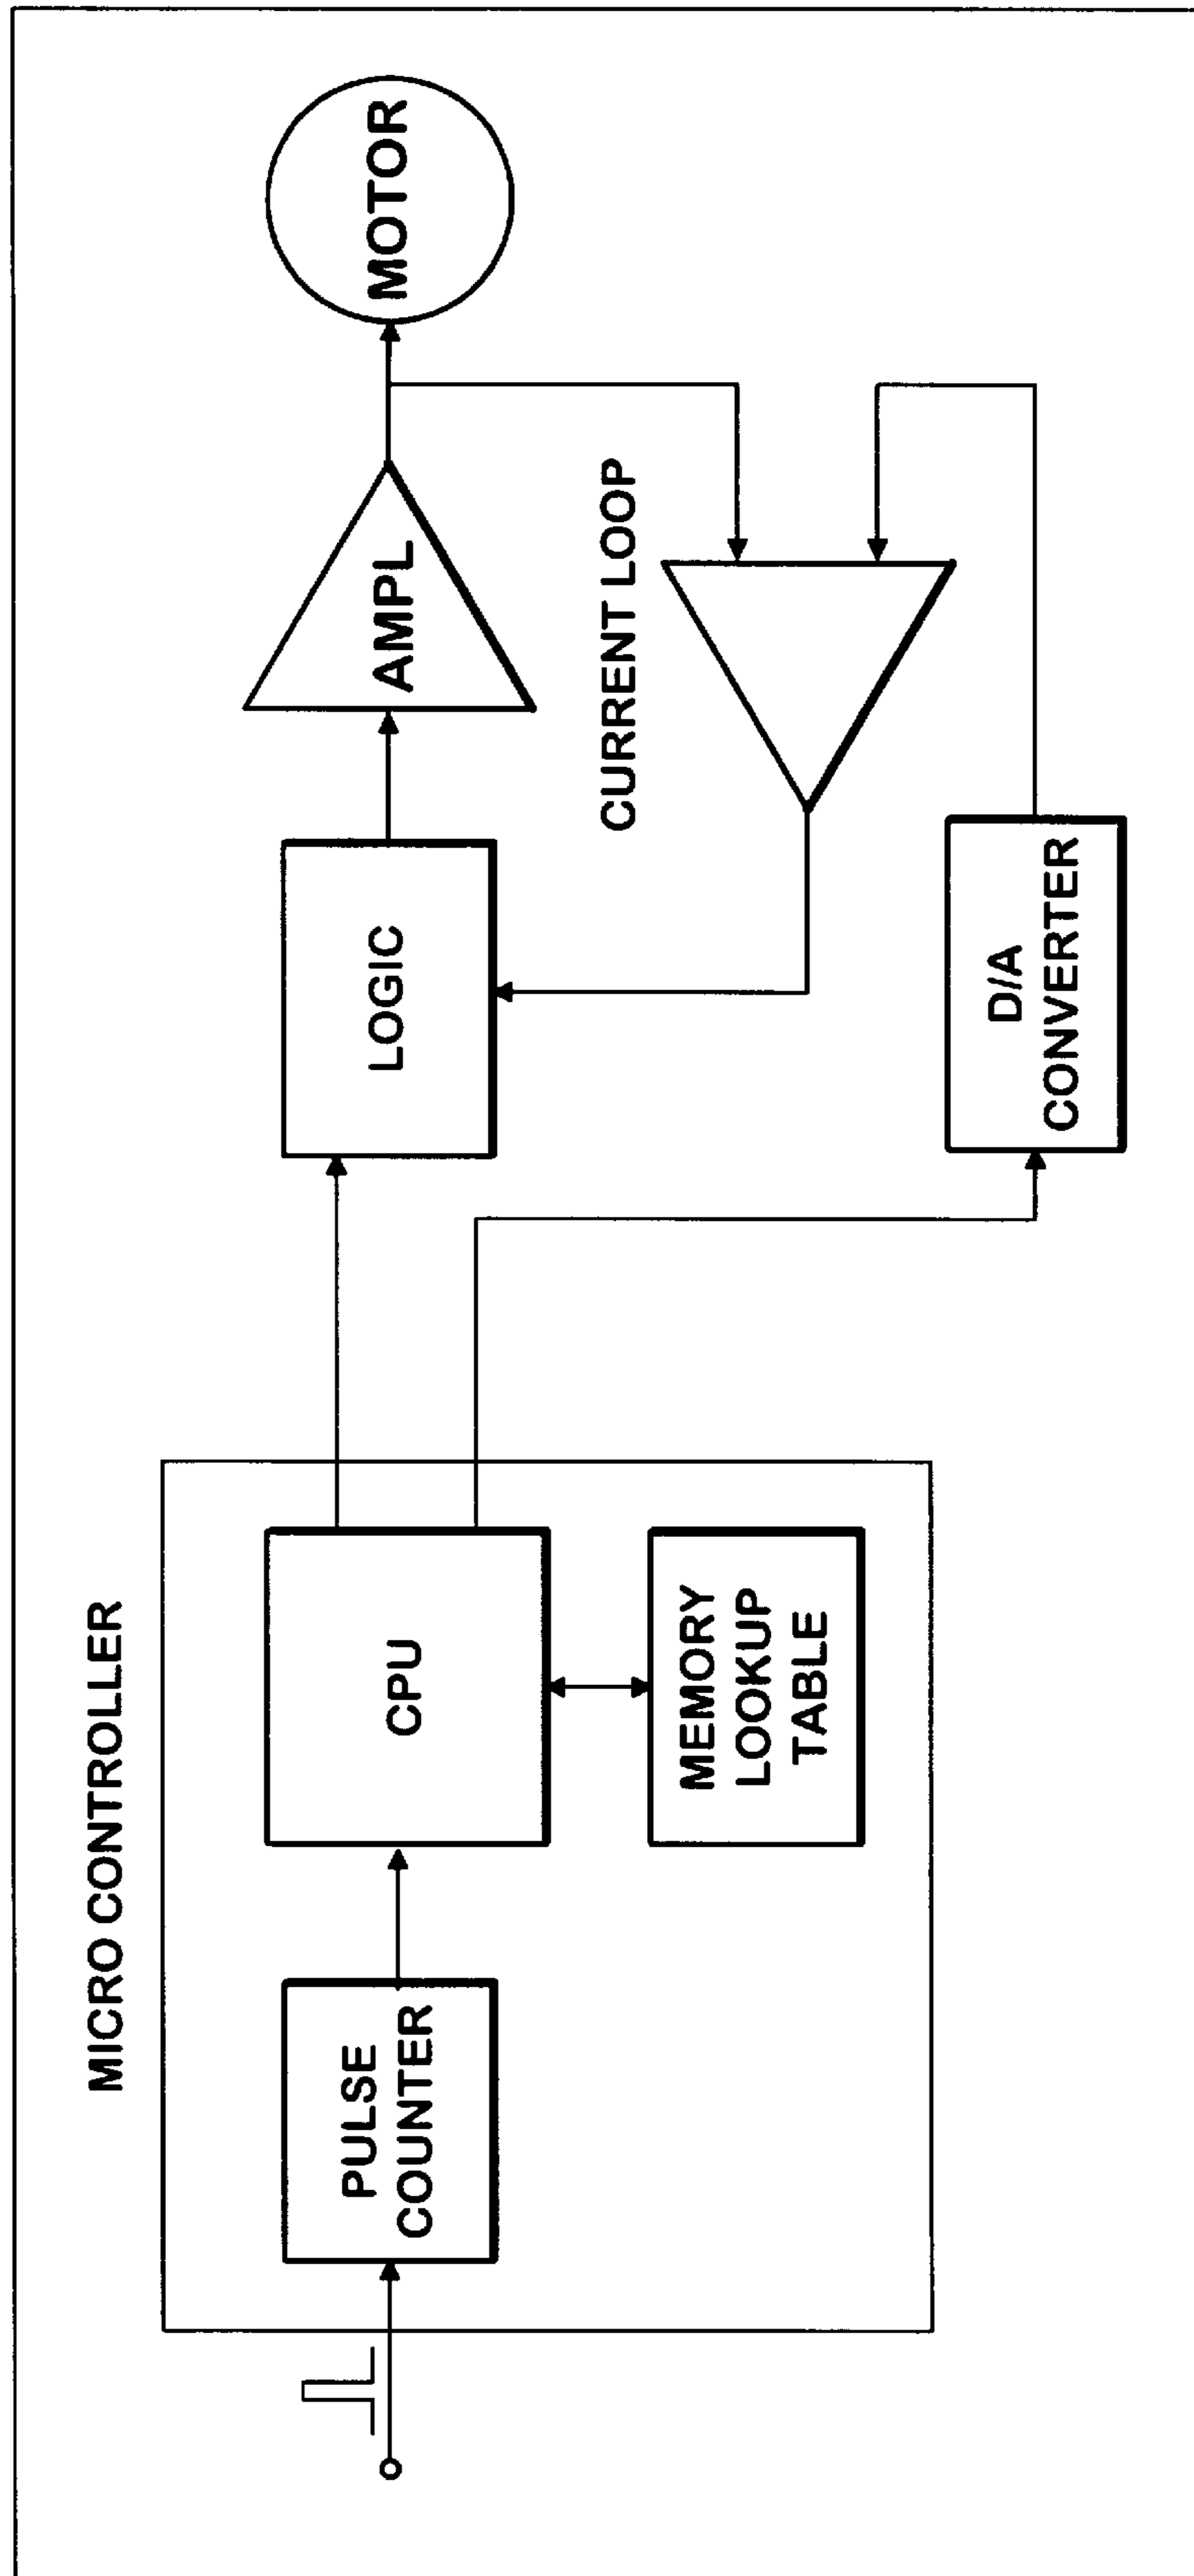 MICRO CONTROLLER
PULSE
COUNTER
CPU
MEMORY
LOOKUP
TABLE
LOGIC
AMPL
MOTOR
CURRENT LOOP
D/A
CONVERTER